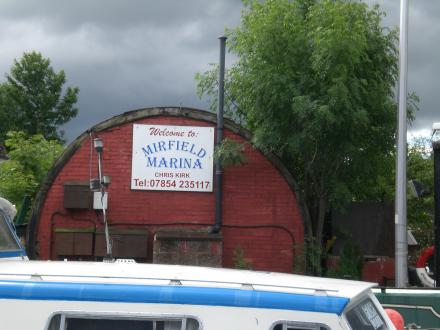 Welcome to:
MIRFIELD
MARINA
CHRIS KIRK
Tel:07854 235117